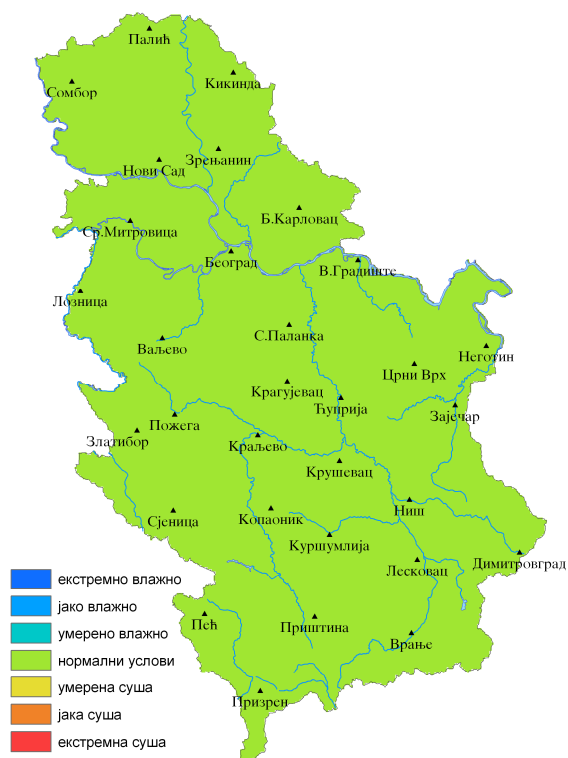 Палић
Кикинда
Сомбор
Зрењанин
Нови Сад
Б.Карловац
Ср.Митровица
Београд
В.Градиште
Лозница
С.Паланка
Ваљево
Неготин
Црни Врх
Крагујевац
Ћуприја
Зајечар
Пожега
Златибор
Краљево
Крушевац
Ниш
Сјеница
Копаоник
Куршумлија
Димитровград
Лесковац
Пећ
Приштина
Врање
Призрен
екстремно влажно
јако влажно
умерено влажно
нормални услови
умерена суша
јака суша
екстремна суша